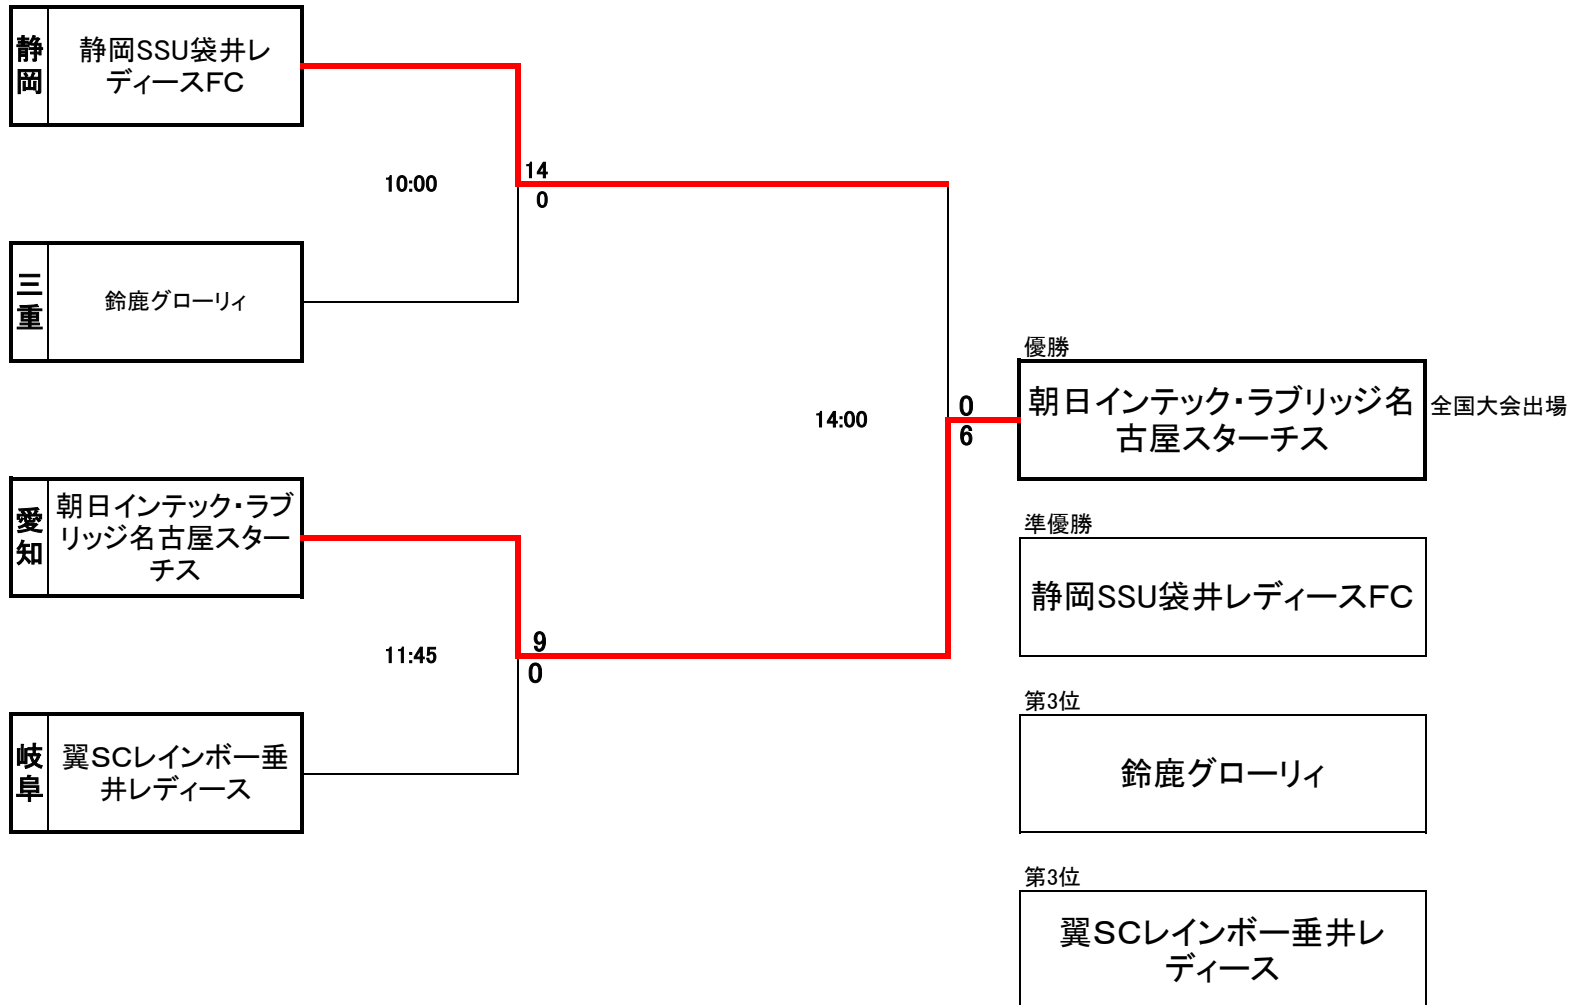 静岡
静岡SSU袋井レ
ディースFC
10:00
14
0
三重
鈴鹿グローリィ
優勝
朝日インテック・ラブリッジ名
古屋スターチス
全国大会出場
14:00
0
6
愛知
朝日インテック・ラブ
リッジ名古屋スター
チス
準優勝
静岡SSU袋井レディースFC
11:45
9
0
岐阜
翼SCレインボー垂
井レディース
第3位
鈴鹿グローリィ
第3位
翼SCレインボー垂井レ
ディース